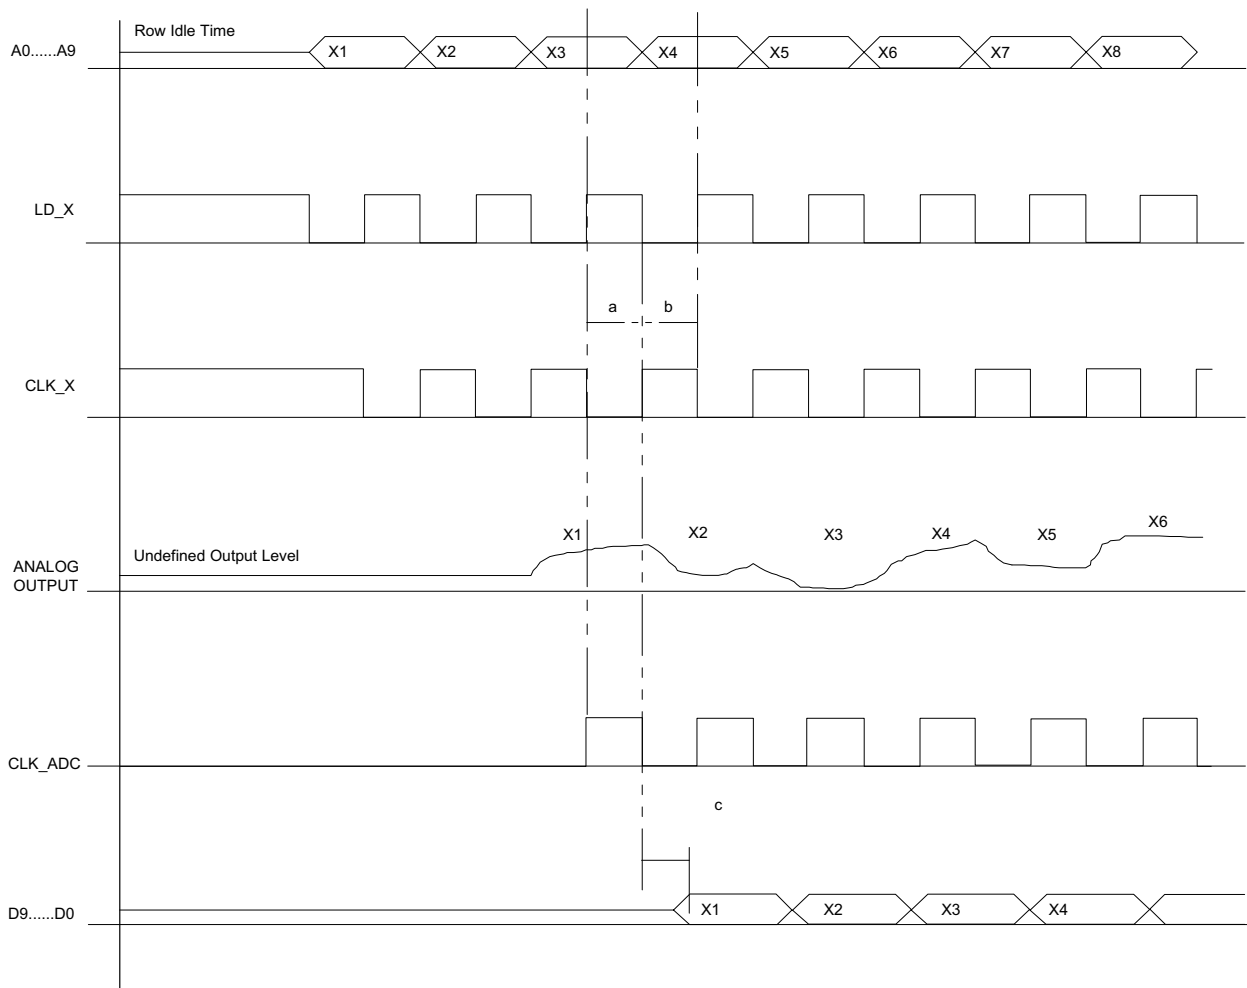 Row Idle Time
A0......A9
X1 X2 X3 X4 X5 X6 X7 X8
LD_X
a b
CLK_X
X1 X2 X3 X4 X5 X6
Undefined Output Level
ANALOG
OUTPUT
CLK_ADC
c
D9......D0
X1 X2 X3 X4